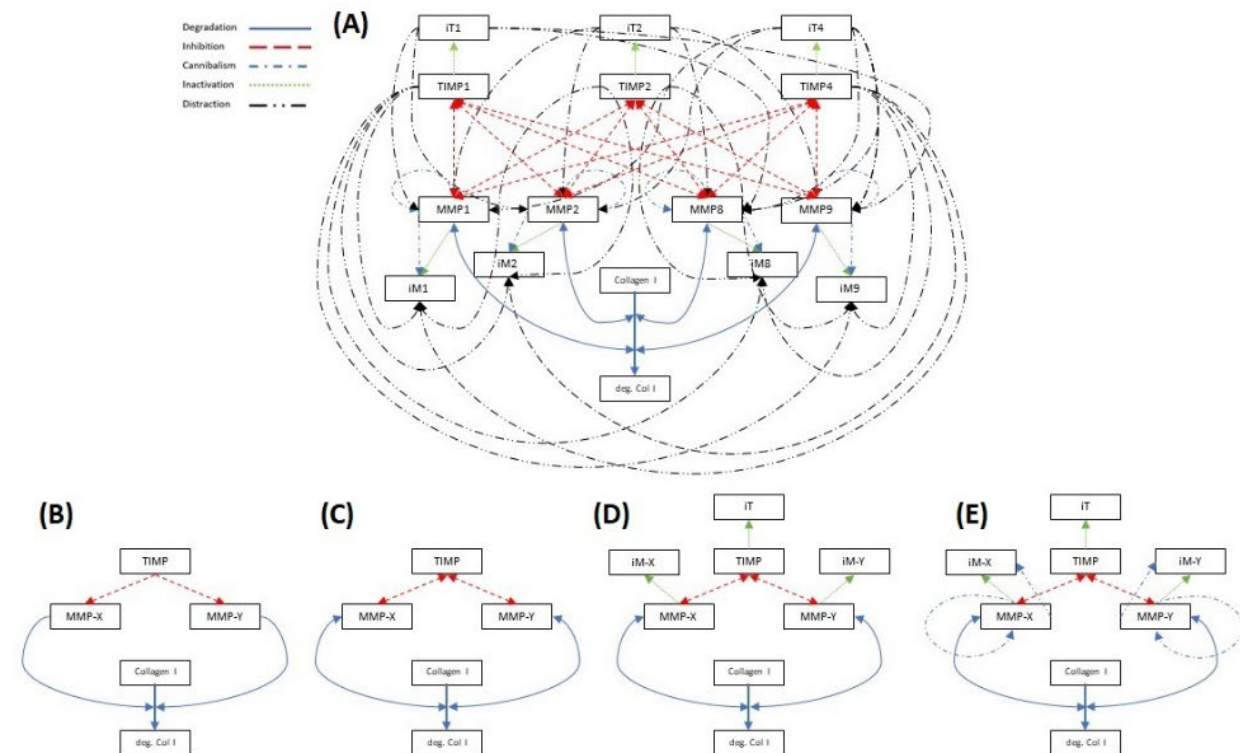 Degradation
Inhibition
Cannibalism
Inactivation
Distraction
(A)
iT1
iT2
iT4
TIMP1
TIMP2
TIMP4
MMP1
MMP2
MMP8
MMP9
iM2
iM8
iM1
iM9
Collagen I
deg. Col I
(B)
TIMP
MMP-X
MMP-Y
Collagen I
deg. Col I
(C)
TIMP
MMP-X
MMP-Y
Collagen I
deg. Col I
(D)
iT
iM-X
TIMP
iM-Y
MMP-X
MMP-Y
Collagen I
deg. Col I
(E)
iT
iM-X
TIMP
iM-Y
MMP-X
MMP-Y
Collagen I
deg. Col I